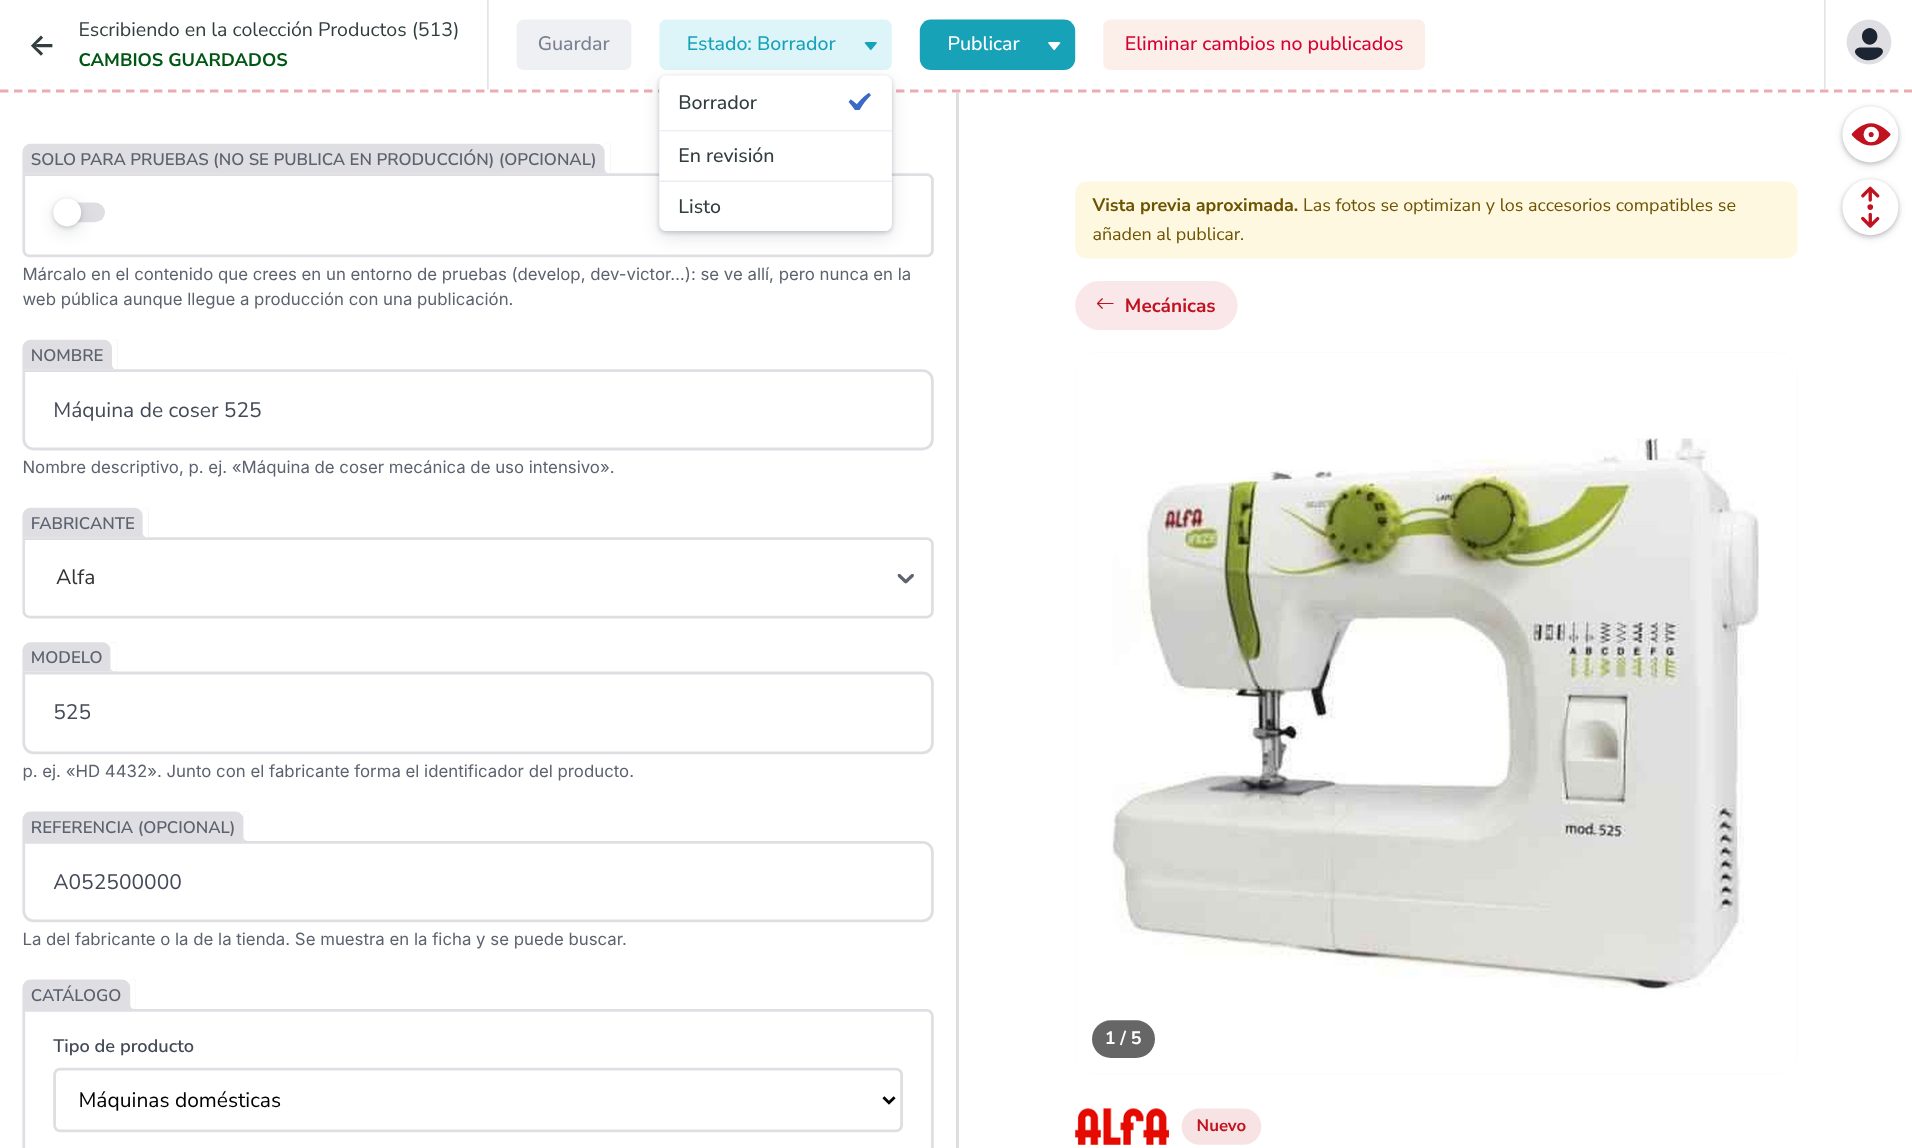 Escribiendo en la colección Productos (513)
CAMBIOS GUARDADOS
Guardar
Estado: Borrador
Publicar
Eliminar cambios no publicados
Borrador
En revisión
Listo
SOLO PARA PRUEBAS (NO SE PUBLICA EN PRODUCCIÓN) (OPCIONAL)
Márcalo en el contenido que crees en un entorno de pruebas (develop, dev-victor…): se ve allí, pero nunca en la
web pública aunque llegue a producción con una publicación.
NOMBRE
Máquina de coser 525
Nombre descriptivo, p. ej. «Máquina de coser mecánica de uso intensivo».
FABRICANTE
Alfa
MODELO
525
p. ej. «HD 4432». Junto con el fabricante forma el identificador del producto.
REFERENCIA (OPCIONAL)
A052500000
La del fabricante o la de la tienda. Se muestra en la ficha y se puede buscar.
CATÁLOGO
Tipo de producto
Máquinas domésticas
Vista previa aproximada. Las fotos se optimizan y los accesorios compatibles se
añaden al publicar.
← Mecánicas
ALFA
A B C D E F G
mod. 525
1 / 5
ALFA
Nuevo